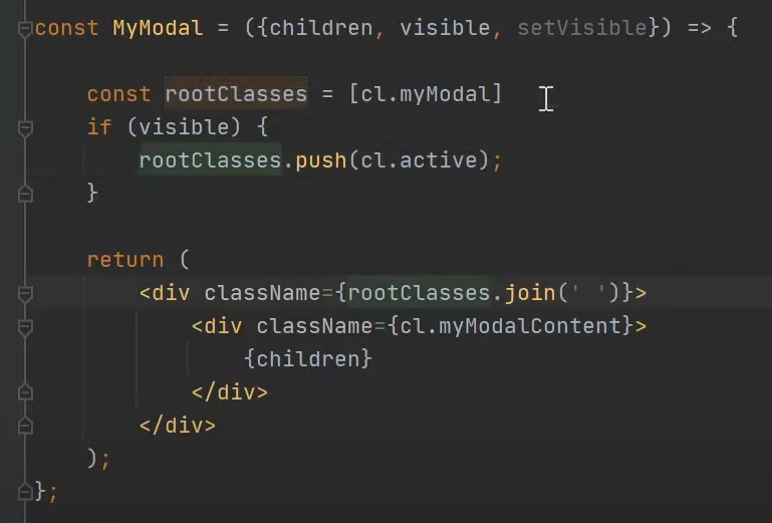 const MyModal = ({children, visible, setVisible}) => {
const rootClasses = [cl.myModal]
if (visible) {
rootClasses.push(cl.active);
}
return (
<div className={rootClasses.join(' ')}>
<div className={cl.myModalContent}>
{children}
</div>
</div>
);
};